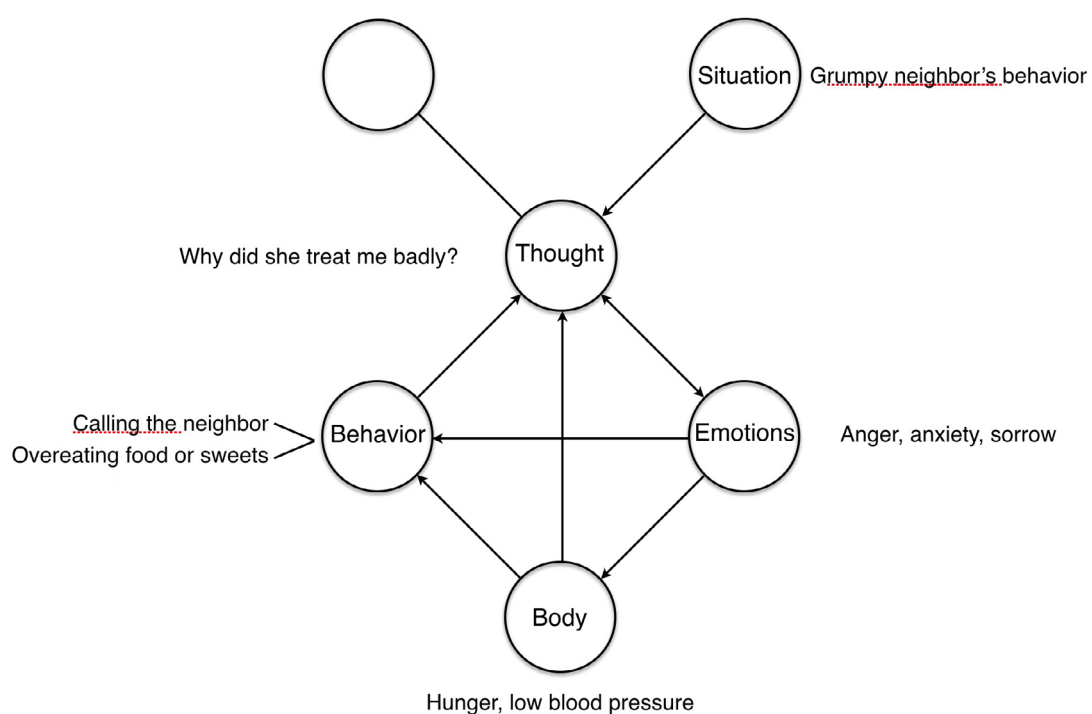 Situation
Grumpy neighbor’s behavior
Why did she treat me badly?
Thought
Calling the neighbor
Overeating food or sweets
Behavior
Emotions
Anger, anxiety, sorrow
Body
Hunger, low blood pressure